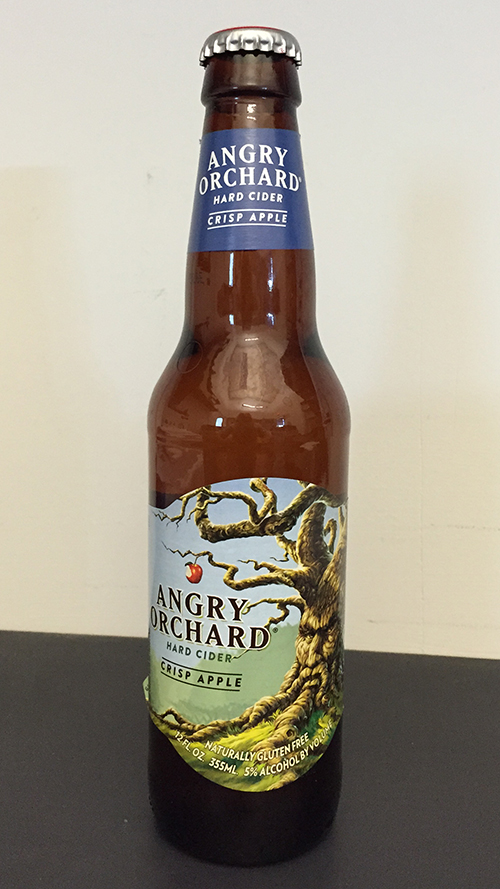 ANGRY
ORCHARD®
HARD CIDER
CRISP APPLE
ANGRY
ORCHARD®
HARD CIDER
CRISP APPLE
NATURALLY GLUTEN FREE
12 FL. OZ. 355ML 5% ALCOHOL BY VOLUME